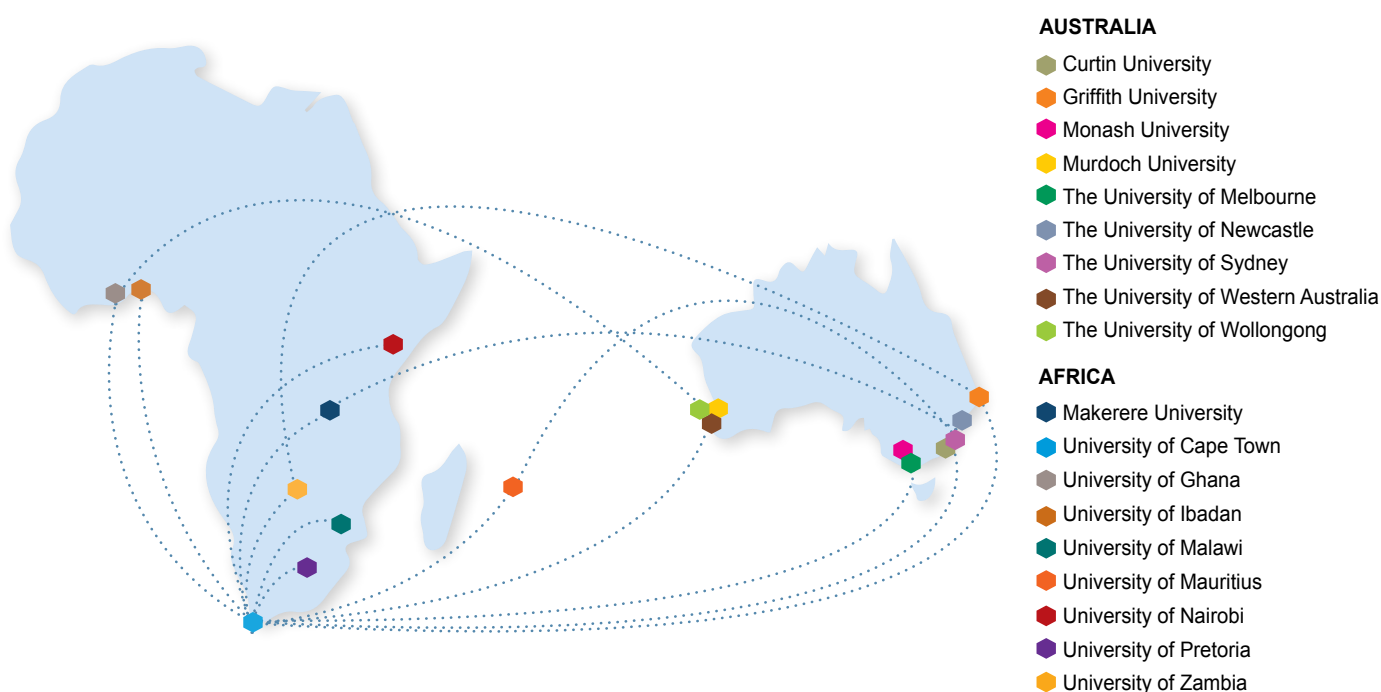 AUSTRALIA
Curtin University
Griffith University
Monash University
Murdoch University
The University of Melbourne
The University of Newcastle
The University of Sydney
The University of Western Australia
The University of Wollongong
AFRICA
Makerere University
University of Cape Town
University of Ghana
University of Ibadan
University of Malawi
University of Mauritius
University of Nairobi
University of Pretoria
University of Zambia